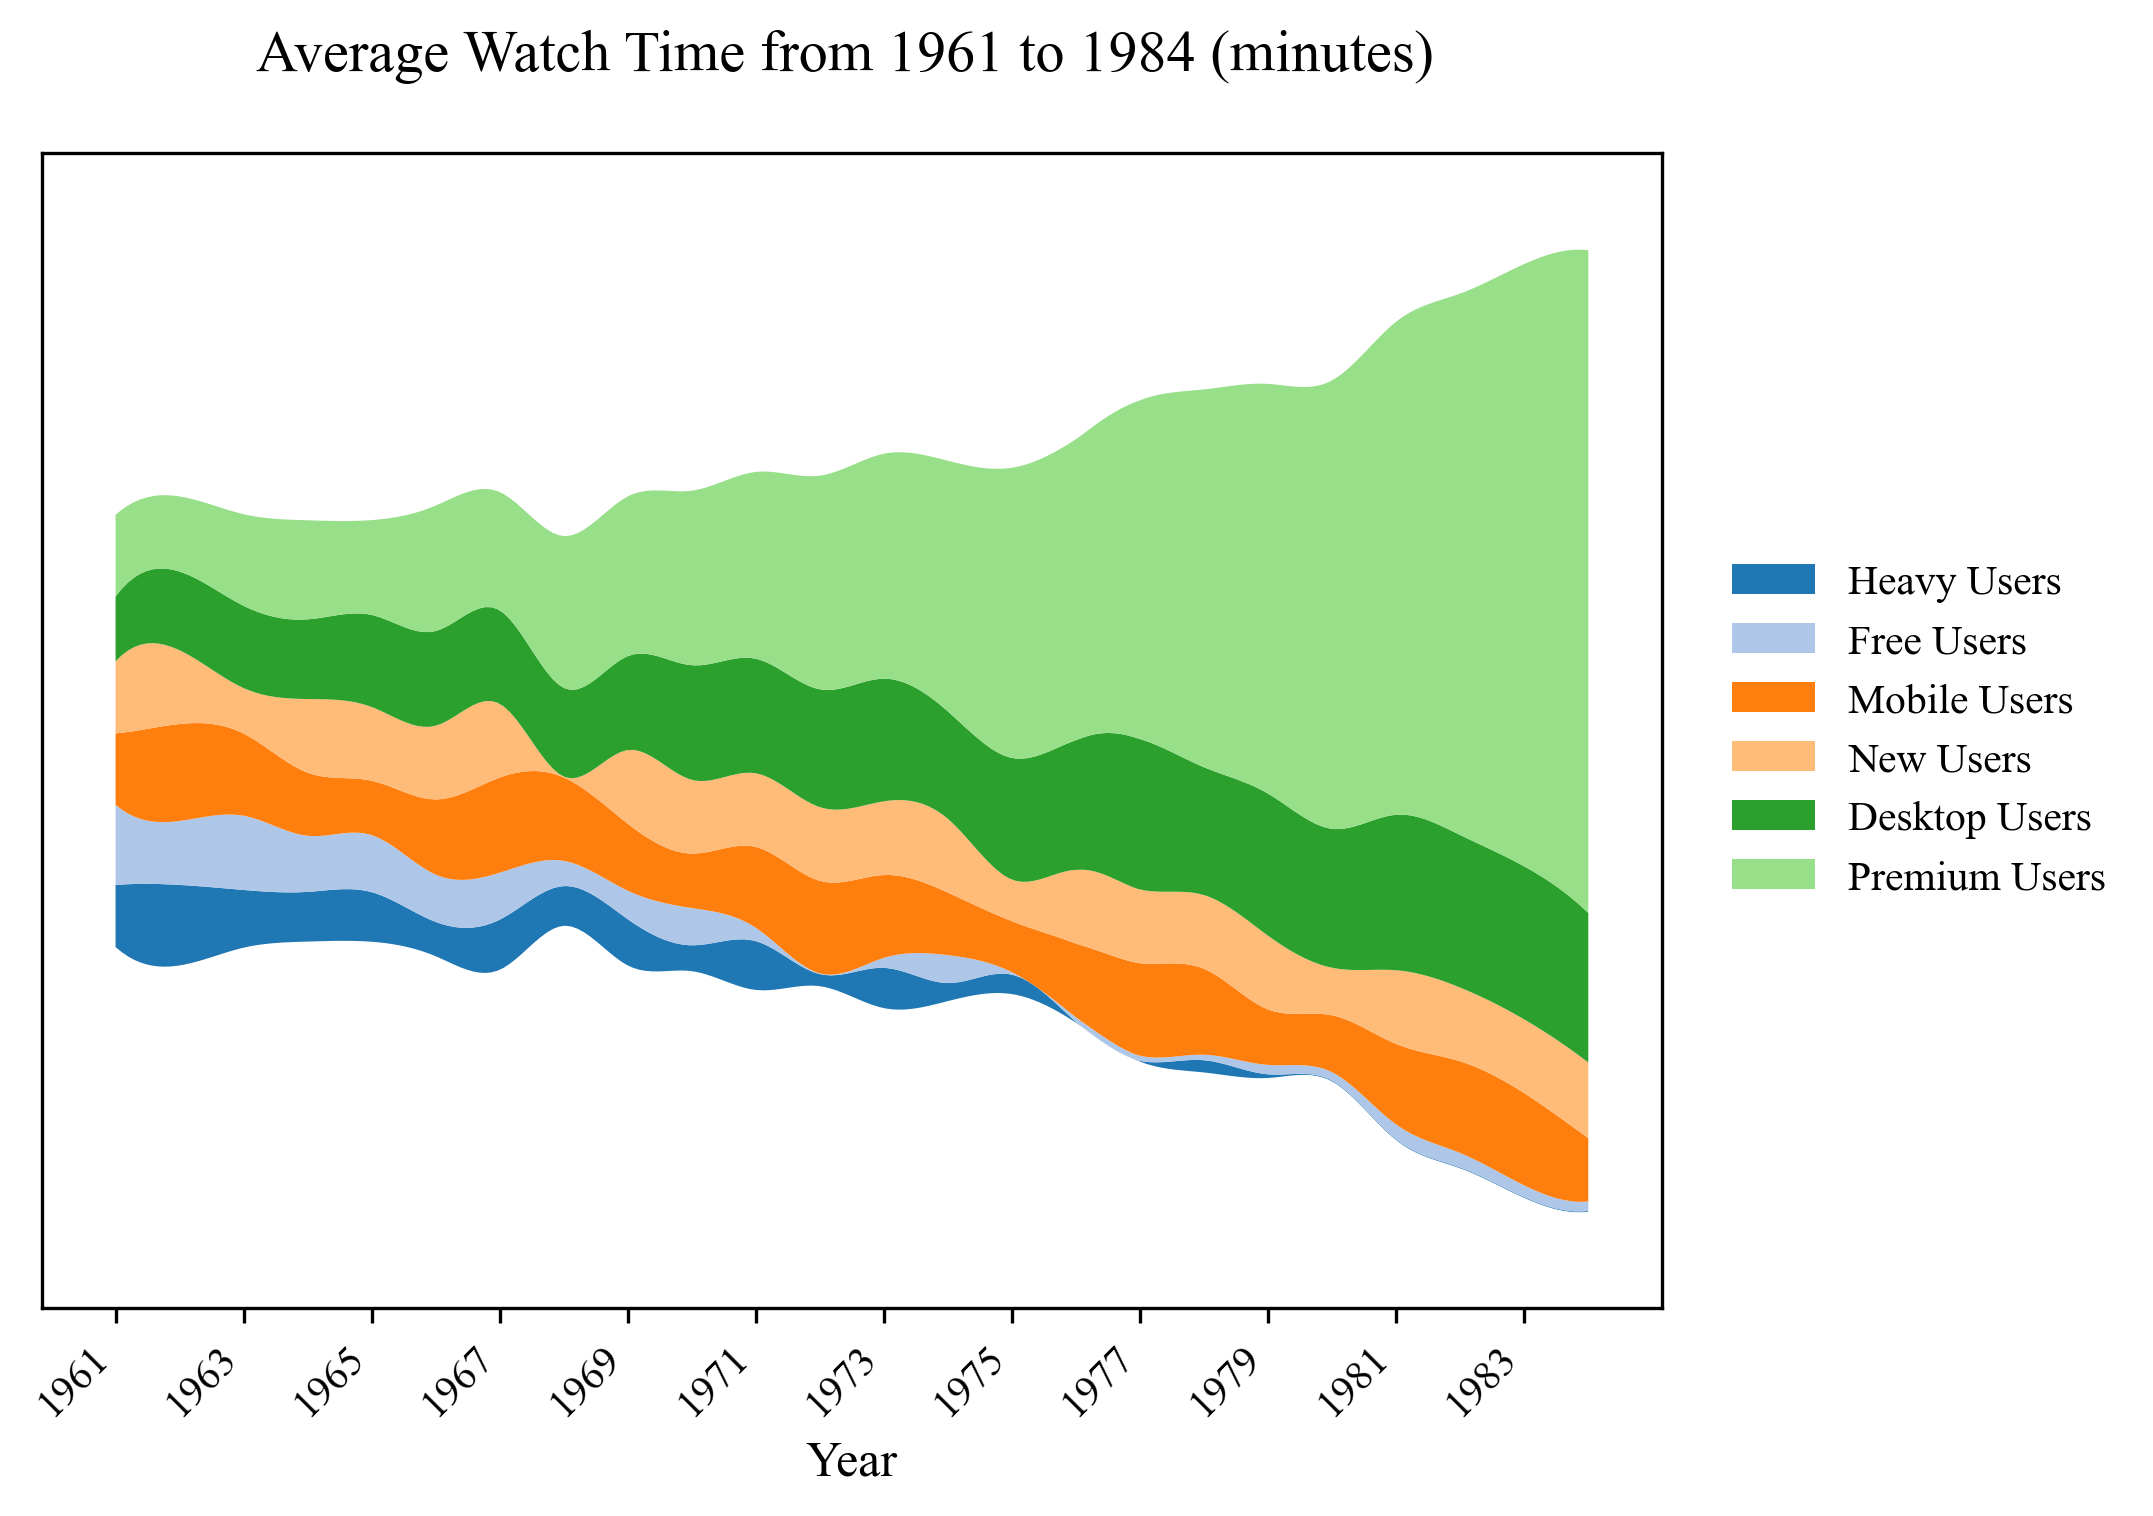 Average Watch Time from 1961 to 1984 (minutes)
Heavy Users
Free Users
Mobile Users
New Users
Desktop Users
Premium Users
1961
1963
1965
1967
1969
1971
1973
1975
1977
1979
1981
1983
Year